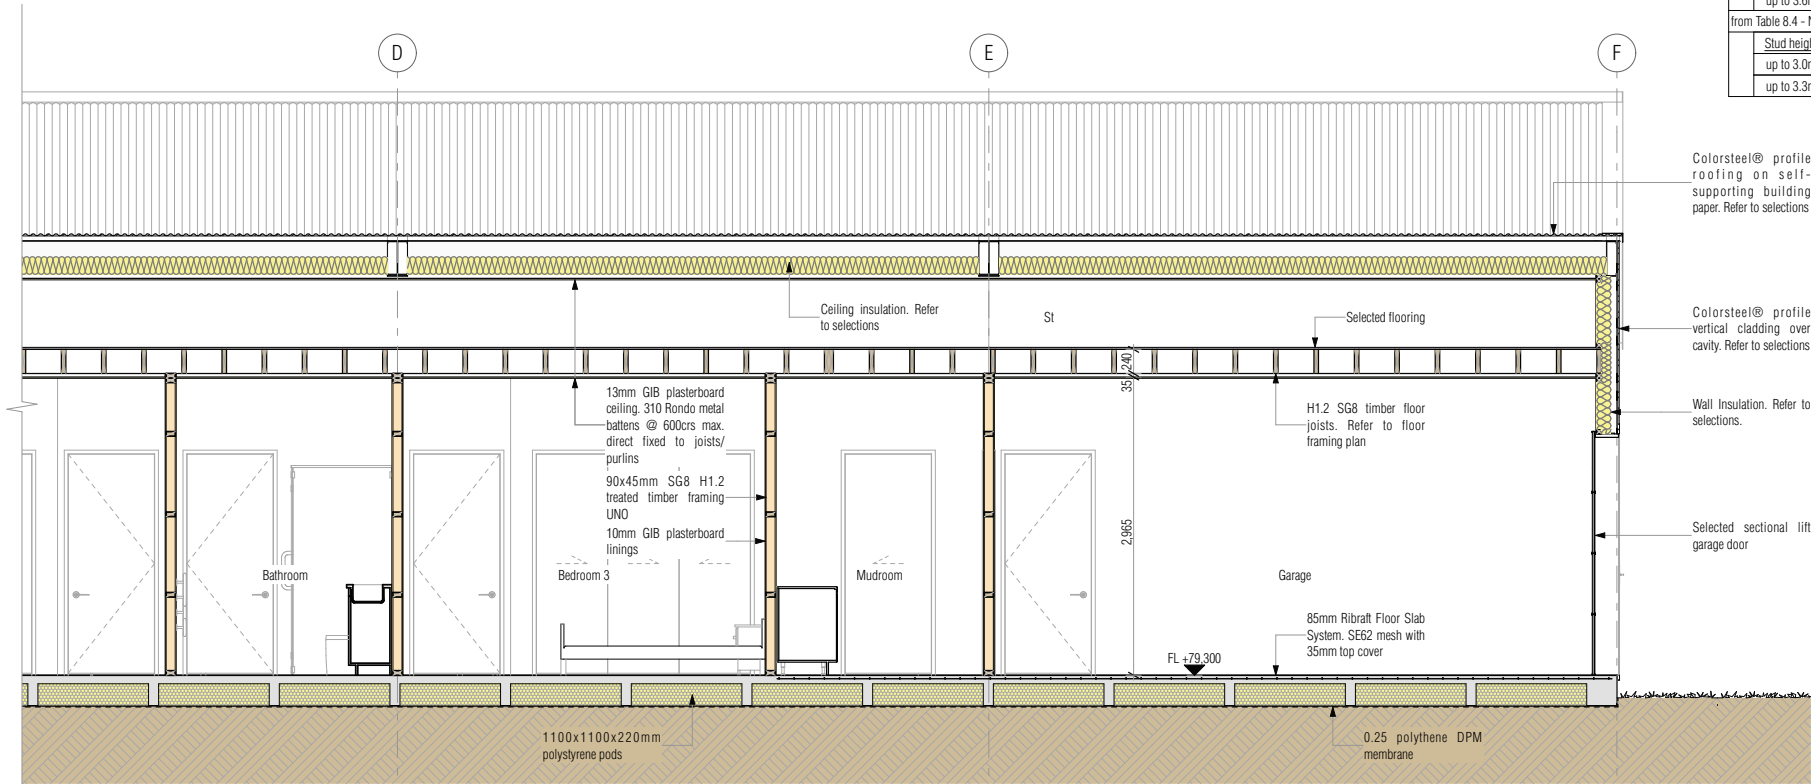 up to 3.6m
from Table 8.4 - N
Stud heigh
up to 3.0m
up to 3.3m
D
E
F
Colorsteel® profile
roofing on self-
supporting building
paper. Refer to selections
Ceiling insulation. Refer
to selections
St
Selected flooring
Colorsteel® profile
vertical cladding over
cavity. Refer to selections
240
35
13mm GIB plasterboard
ceiling. 310 Rondo metal
battens @ 600crs max.
direct fixed to joists/
purlins
H1.2 SG8 timber floor
joists. Refer to floor
framing plan
Wall Insulation. Refer to
selections.
90x45mm SG8 H1.2
treated timber framing
UNO
10mm GIB plasterboard
linings
2,965
Selected sectional lift
garage door
Bathroom
Bedroom 3
Mudroom
Garage
85mm Ribraft Floor Slab
System. SE62 mesh with
35mm top cover
FL +79,300
1100x1100x220mm
polystyrene pods
0.25 polythene DPM
membrane